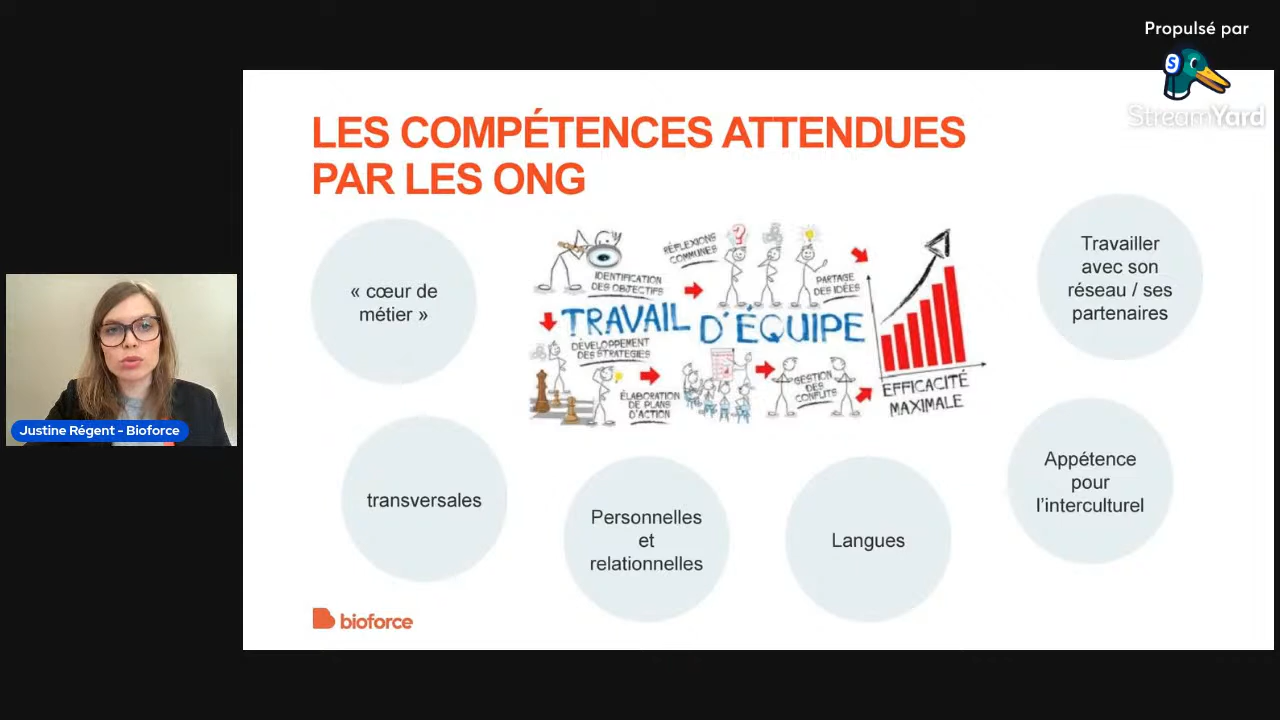 Propulsé par
StreamYard
LES COMPÉTENCES ATTENDUES
PAR LES ONG
« cœur de
métier »
IDENTIFICATION
DES OBJECTIFS
RÉFLEXIONS
COMMUNES
PARTAGE
DES IDÉES
TRAVAIL D'ÉQUIPE
DÉVELOPPEMENT
DES STRATÉGIES
ÉLABORATION
DE PLANS
D'ACTION
GESTION
DES
CONFLITS
EFFICACITÉ
MAXIMALE
Travailler
avec son
réseau / ses
partenaires
Justine Régent - Bioforce
transversales
Personnelles
et
relationnelles
Langues
Appétence
pour
l'interculturel
bioforce